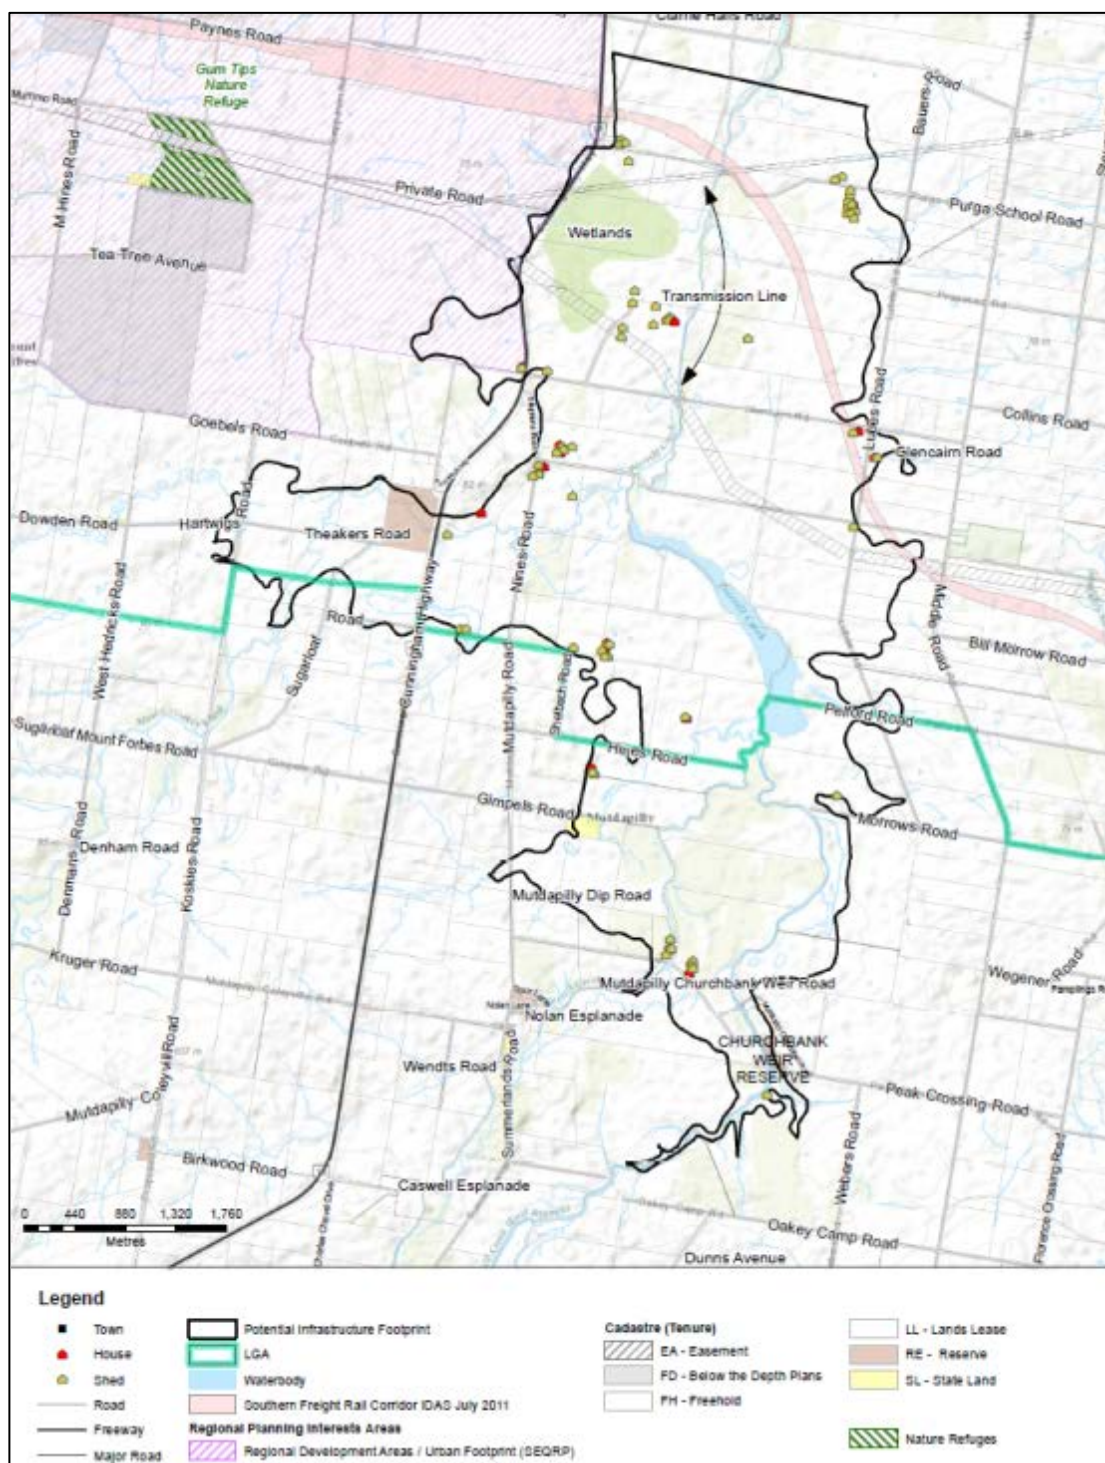 Paynes Road
Gum Tips
Nature
Refuge
M Hines Road
Private Road
Tea Tree Avenue
Wetlands
Transmission Line
Purga School Road
Collins Road
Glencairn Road
Goebels Road
Dowden Road
Hartwigs
Road
Theakers Road
Nines Road
Cunningham Highway
West Hedricks Road
Road
Sugarloaf
Mutdapilly Road
Middle Road
Bill Morrow Road
Pelford Road
Sugarloaf Mount Forbes Road
Gimpels Road
Mutdapilly
Morrows Road
Denham Road
Denmans Road
Koskies Road
Mutdapilly Dip Road
Kruger Road
Wegener Road
Mutdapilly Churchbank Weir Road
Nolan Esplanade
CHURCHBANK
WEIR
RESERVE
Wendts Road
Summerlands Road
Peak Crossing Road
Webers Road
Florence Crossing Road
Birkwood Road
Caswell Esplanade
Oakey Camp Rd
Oakey Camp Road
Dunns Avenue
0 440 880 1,320 1,760
Metres
Legend
Town
House
Shed
Road
Freeway
Major Road
Potential Infrastructure Footprint
LGA
Waterbody
Southern Freight Rail Corridor IDAS July 2011
Regional Planning Interests Areas
Regional Development Areas / Urban Footprint (SEQRP)
Cadastre (Tenure)
EA - Easement
FD - Below the Depth Plans
FH - Freehold
LL - Lands Lease
RE - Reserve
SL - State Land
Nature Refuges